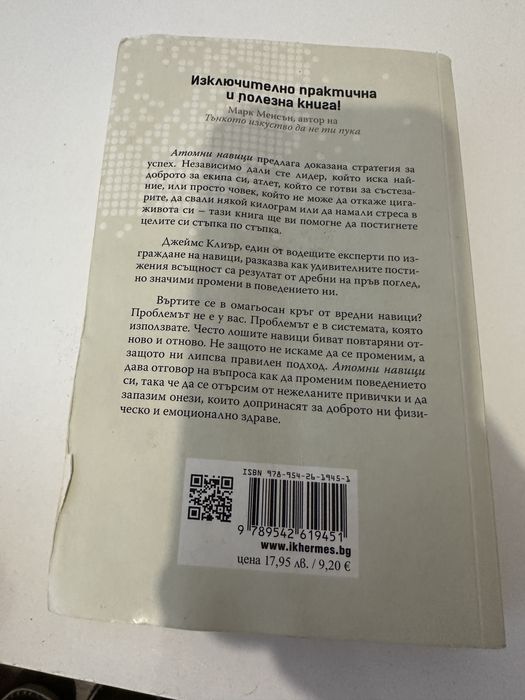 Изключително практична
и полезна книга!
Марк Менсън, автор на
Тънкото изкуство да не ти пука
Атомни навици предлага доказана стратегия за
успех. Независимо дали сте лидер, който иска най-
доброто за екипа си, атлет, който се готви за състеза-
ние, или просто човек, който не може да откаже цига-
рите, да свали някой килограм или да намали стреса в
живота си – тази книга ще ви помогне да постигнете
целите си стъпка по стъпка.
Джеймс Клиър, един от водещите експерти по из-
граждане на навици, разказва как удивителните пости-
жения всъщност са резултат от дребни на пръв поглед,
но значими промени в поведението ни.
Въртите се в омагьосан кръг от вредни навици?
Проблемът не е у вас. Проблемът е в системата, която
използвате. Често лошите навици биват повтаряни от-
ново и отново. Не защото не искаме да се променим, а
защото ни липсва правилен подход. Атомни навици
дава отговор на въпроса как да променим поведението
си, така че да се отърсим от нежеланите привички и да
запазим онези, които допринасят за доброто ни физи-
ческо и емоционално здраве.
ISBN 978-954-26-1945-1
9 789542 619451
www.ikhermes.bg
цена 17,95 лв. / 9,20 €